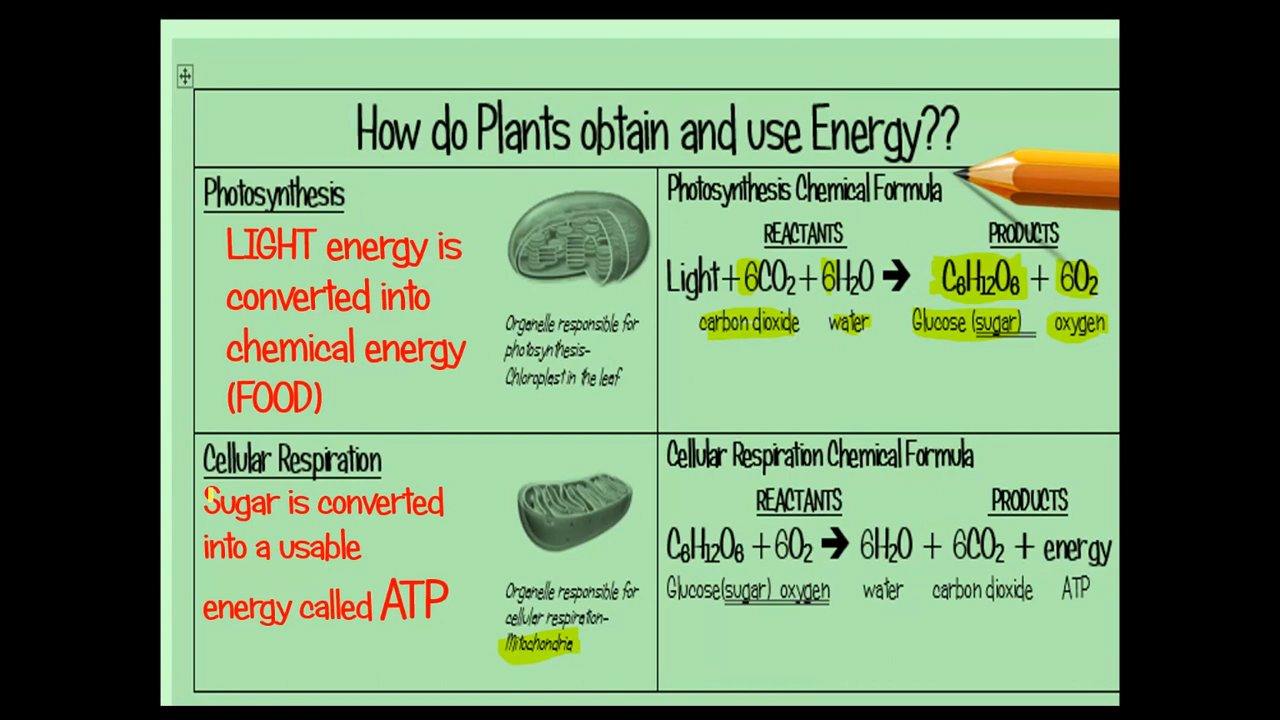 How do Plants obtain and use Energy??
Photosynthesis
LIGHT energy is
converted into
chemical energy
(FOOD)
Organelle responsible for
photosynthesis-
Chloroplast in the leaf
Photosynthesis Chemical Formula
REACTANTS PRODUCTS
Light + 6CO₂ + 6H₂O → C₆H₁₂O₆ + 6O₂
carbon dioxide water Glucose (sugar) oxygen
Cellular Respiration
Sugar is converted
into a usable
energy called ATP
Organelle responsible for
cellular respiration-
Mitochondria
Cellular Respiration Chemical Formula
REACTANTS PRODUCTS
C₆H₁₂O₆ + 6O₂ → 6H₂O + 6CO₂ + energy
Glucose(sugar) oxygen water carbon dioxide ATP